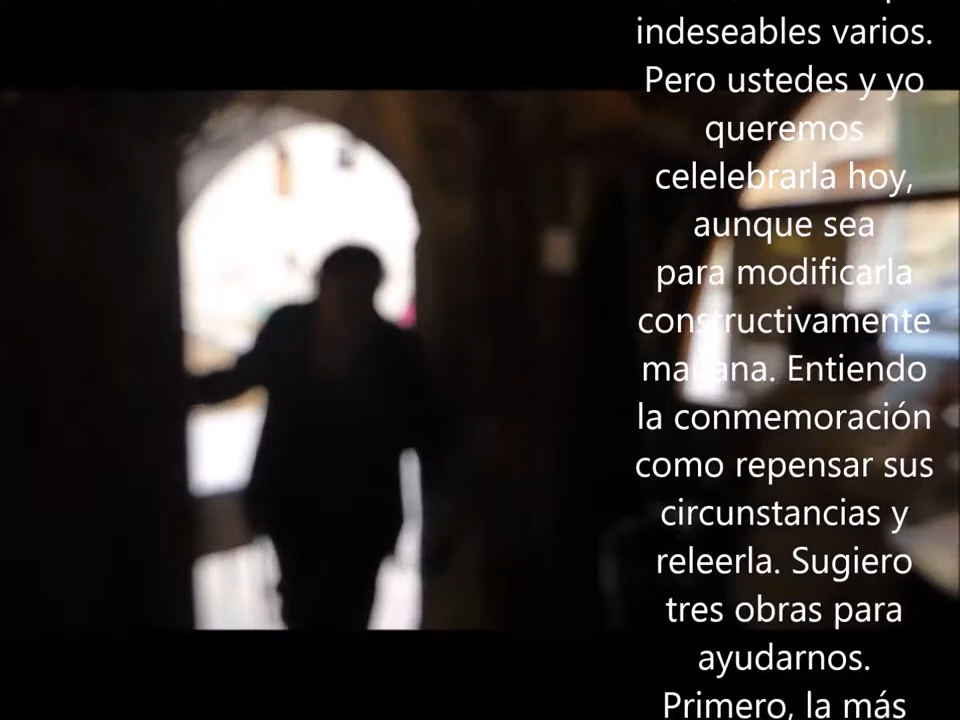 indeseables varios.
Pero ustedes y yo
queremos
celelebrarla hoy,
aunque sea
para modificarla
constructivamente
mañana. Entiendo
la conmemoración
como repensar sus
circunstancias y
releerla. Sugiero
tres obras para
ayudarnos.
Primero, la más